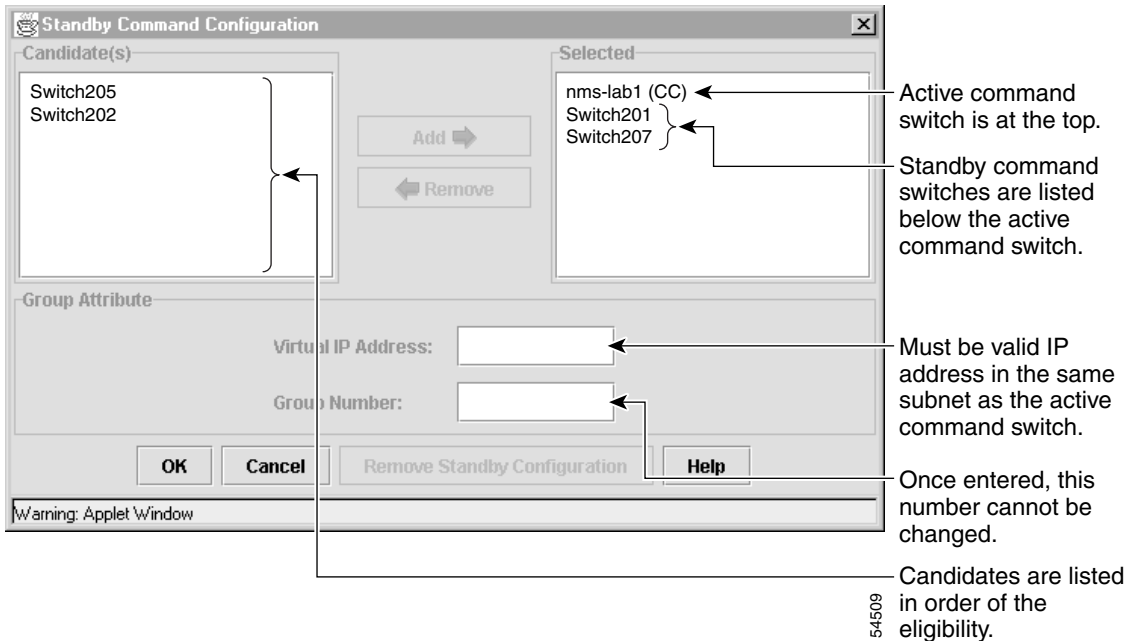 Standby Command Configuration
Candidate(s)
Switch205
Switch202
Add
Remove
Selected
nms-lab1 (CC)
Switch201
Switch207
Group Attribute
Virtual IP Address:
Group Number:
OK
Cancel
Remove Standby Configuration
Help
Warning: Applet Window
Active command
switch is at the top.
Standby command
switches are listed
below the active
command switch.
Must be valid IP
address in the same
subnet as the active
command switch.
Once entered, this
number cannot be
changed.
Candidates are listed
in order of the
eligibility.
54509